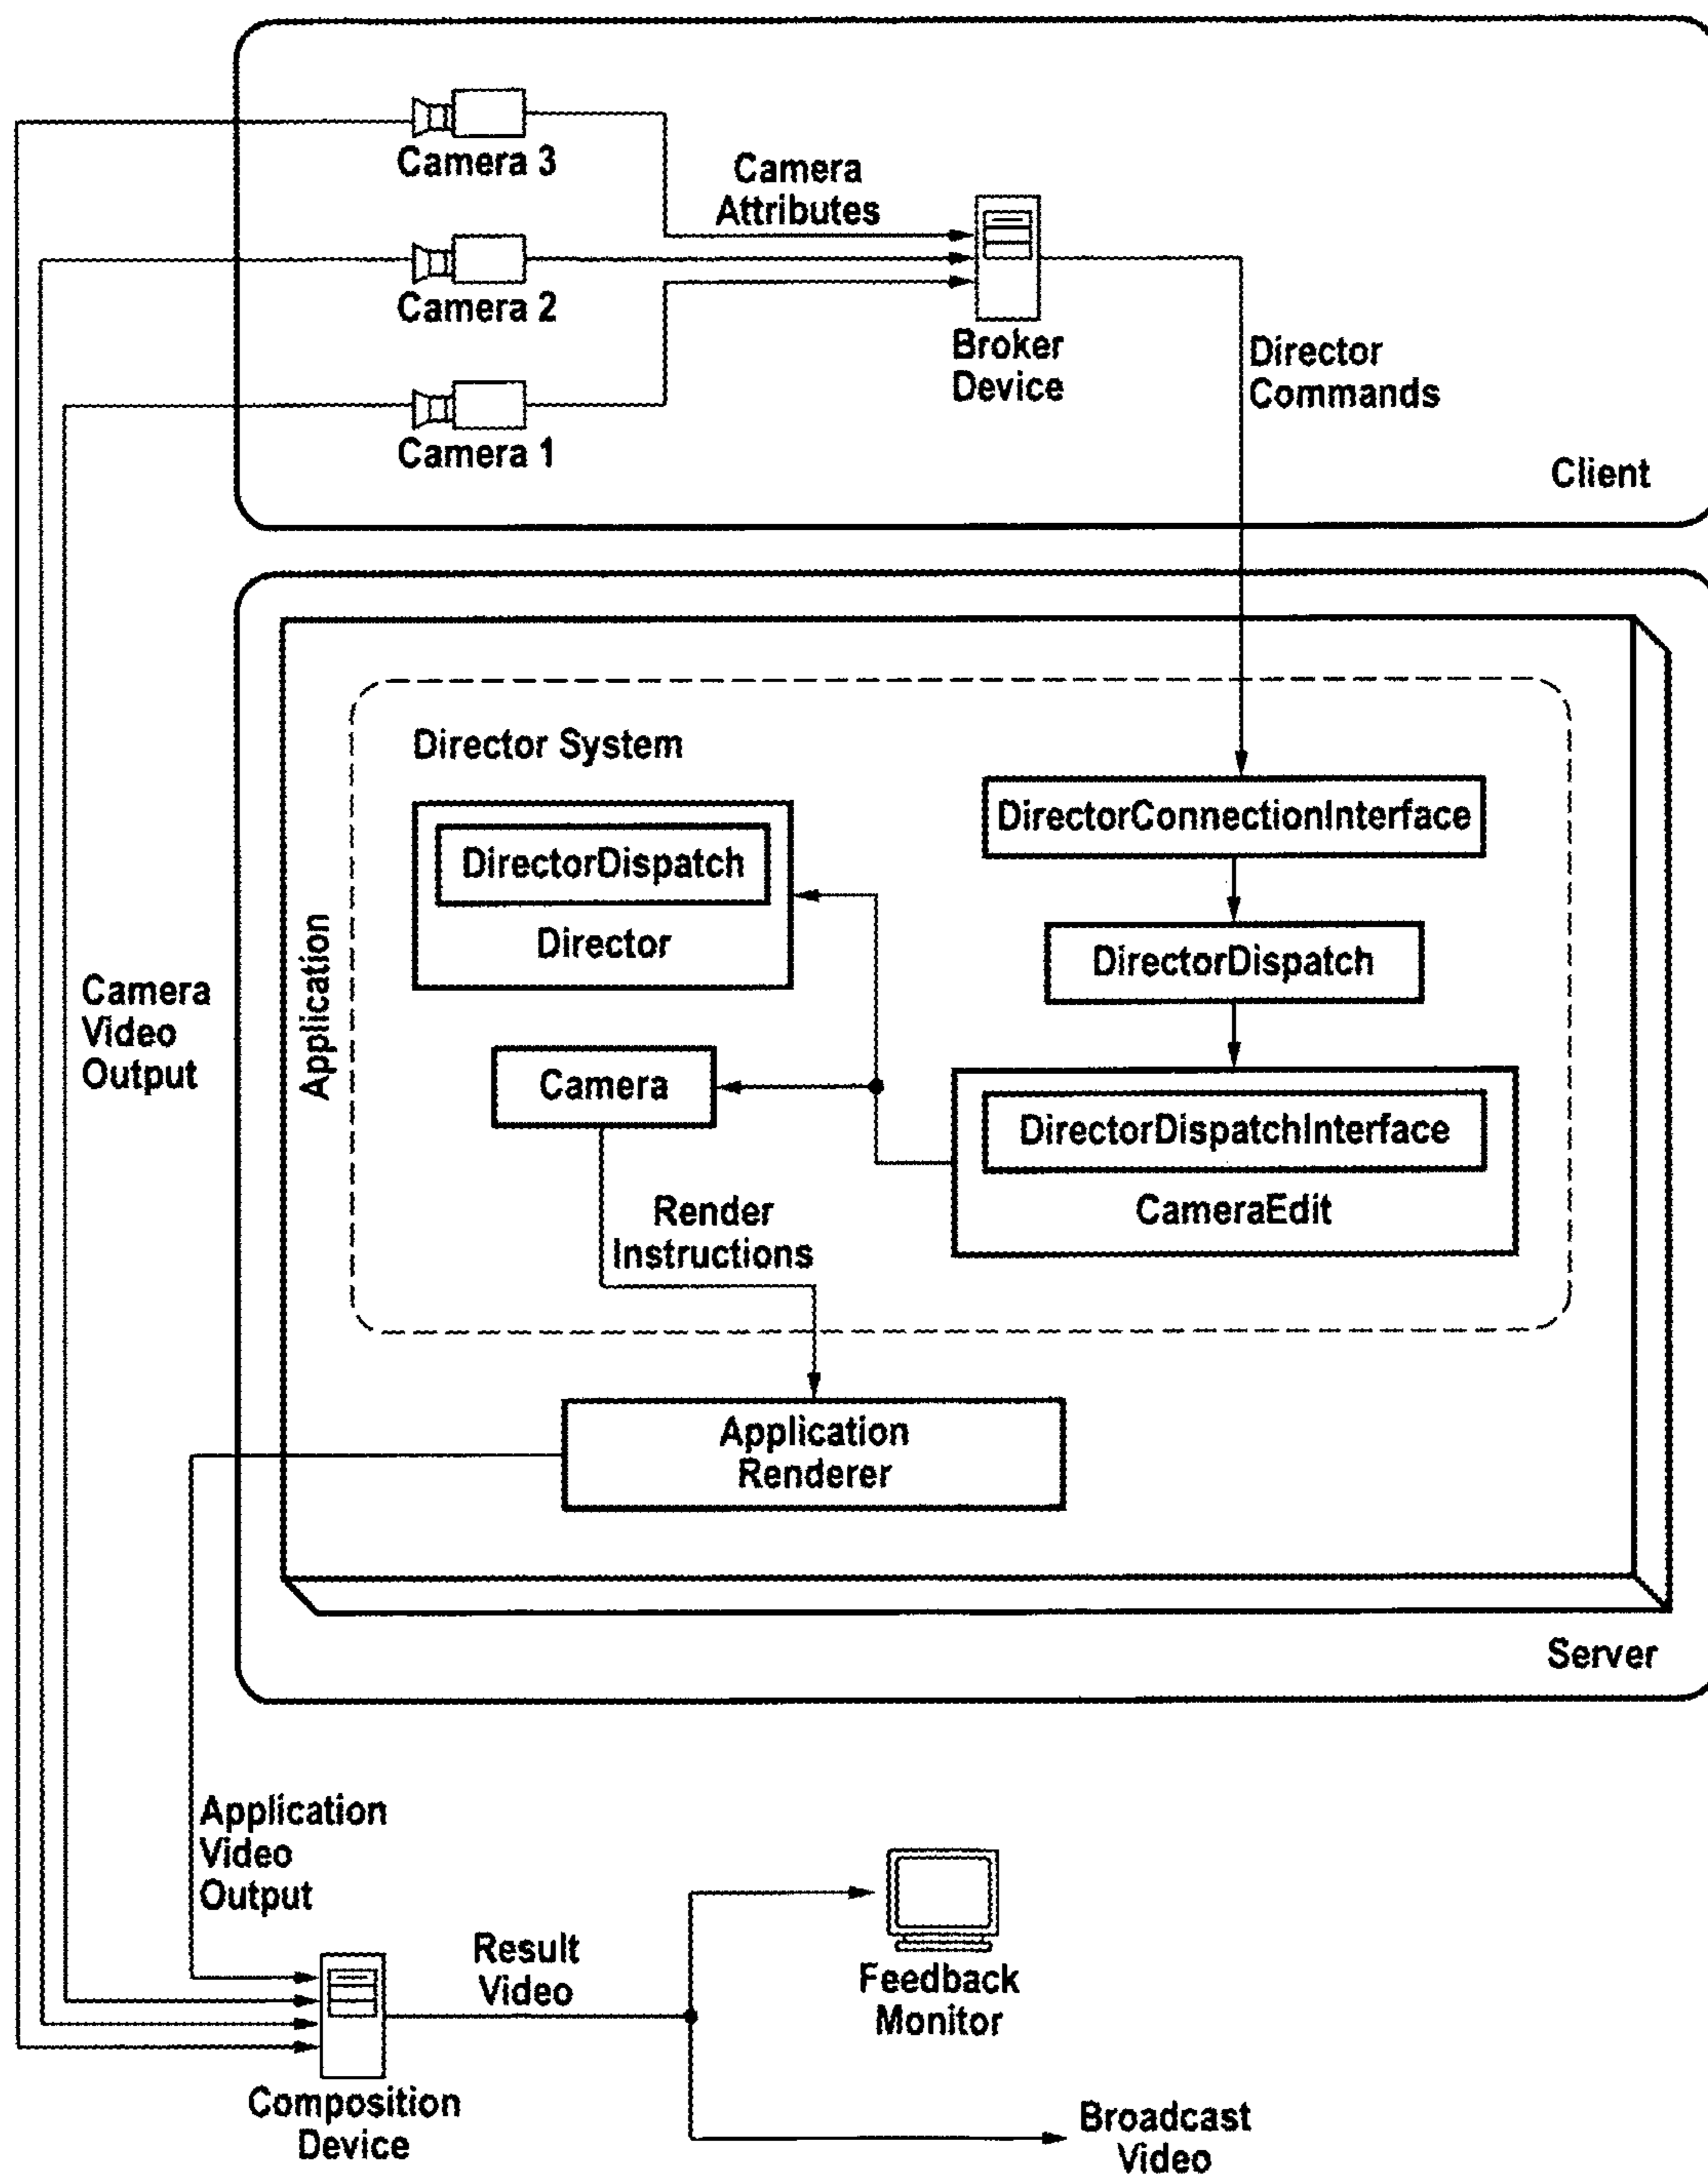 Camera 3
Camera
Attributes
Camera 2
Broker
Device
Director
Commands
Camera 1
Client
Director System
DirectorConnectionInterface
DirectorDispatch
Director
DirectorDispatch
Application
Camera
Video
Output
Camera
DirectorDispatchInterface
CameraEdit
Render
Instructions
Application
Renderer
Server
Application
Video
Output
Result
Video
Feedback
Monitor
Composition
Device
Broadcast
Video